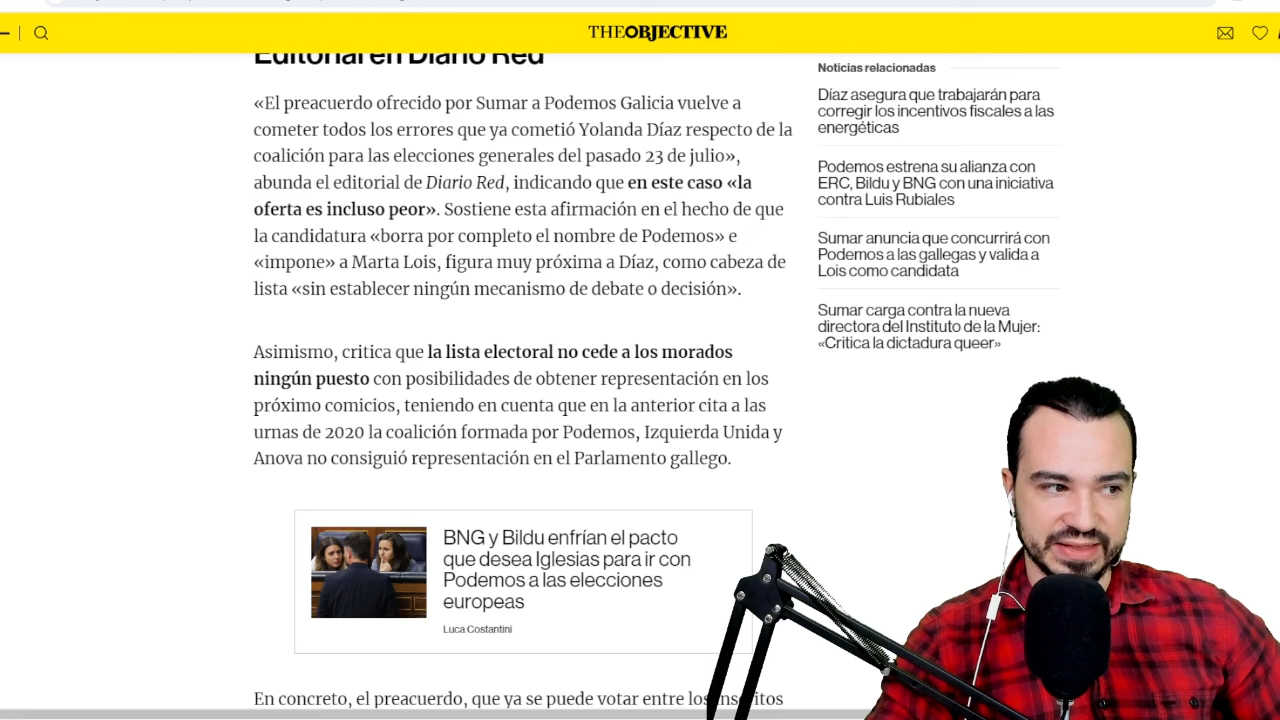 THE OBJECTIVE
Editorial en Diario Red
«El preacuerdo ofrecido por Sumar a Podemos Galicia vuelve a
cometer todos los errores que ya cometió Yolanda Díaz respecto de la
coalición para las elecciones generales del pasado 23 de julio»,
abunda el editorial de Diario Red, indicando que en este caso «la
oferta es incluso peor». Sostiene esta afirmación en el hecho de que
la candidatura «borra por completo el nombre de Podemos» e
«impone» a Marta Lois, figura muy próxima a Díaz, como cabeza de
lista «sin establecer ningún mecanismo de debate o decisión».
Asimismo, critica que la lista electoral no cede a los morados
ningún puesto con posibilidades de obtener representación en los
próximo comicios, teniendo en cuenta que en la anterior cita a las
urnas de 2020 la coalición formada por Podemos, Izquierda Unida y
Anova no consiguió representación en el Parlamento gallego.
BNG y Bildu enfrían el pacto
que desea Iglesias para ir con
Podemos a las elecciones
europeas
Luca Costantini
En concreto, el preacuerdo, que ya se puede votar entre los
Noticias relacionadas
Díaz asegura que trabajarán para
corregir los incentivos fiscales a las
energéticas
Podemos estrena su alianza con
ERC, Bildu y BNG con una iniciativa
contra Luis Rubiales
Sumar anuncia que concurrirá con
Podemos a las gallegas y valida a
Lois como candidata
Sumar carga contra la nueva
directora del Instituto de la Mujer:
«Critica la dictadura queer»